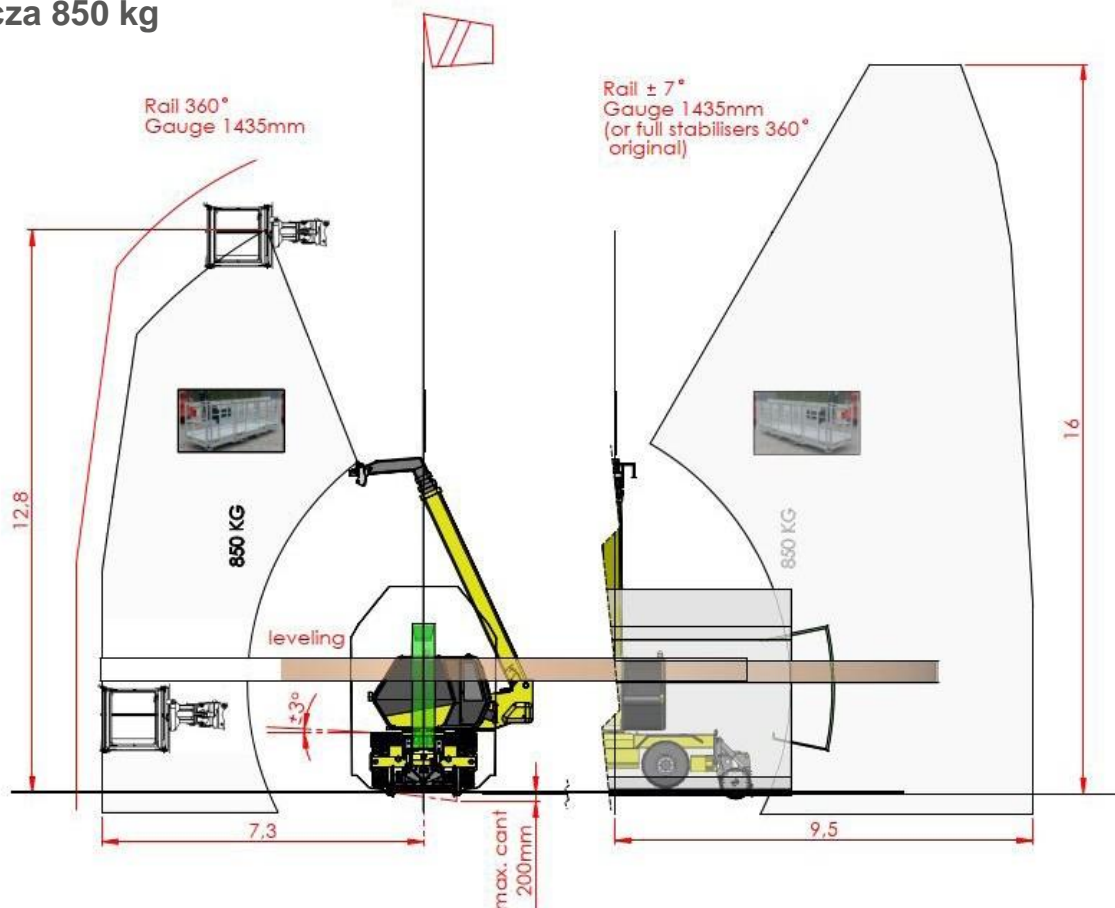 cza 850 kg
Rail 360°
Gauge 1435mm
Rail ± 7°
Gauge 1435mm
(or full stabilisers 360°
original)
12,8
850 KG
850 KG
16
leveling
±3°
7,3
max. cant
200mm
9,5